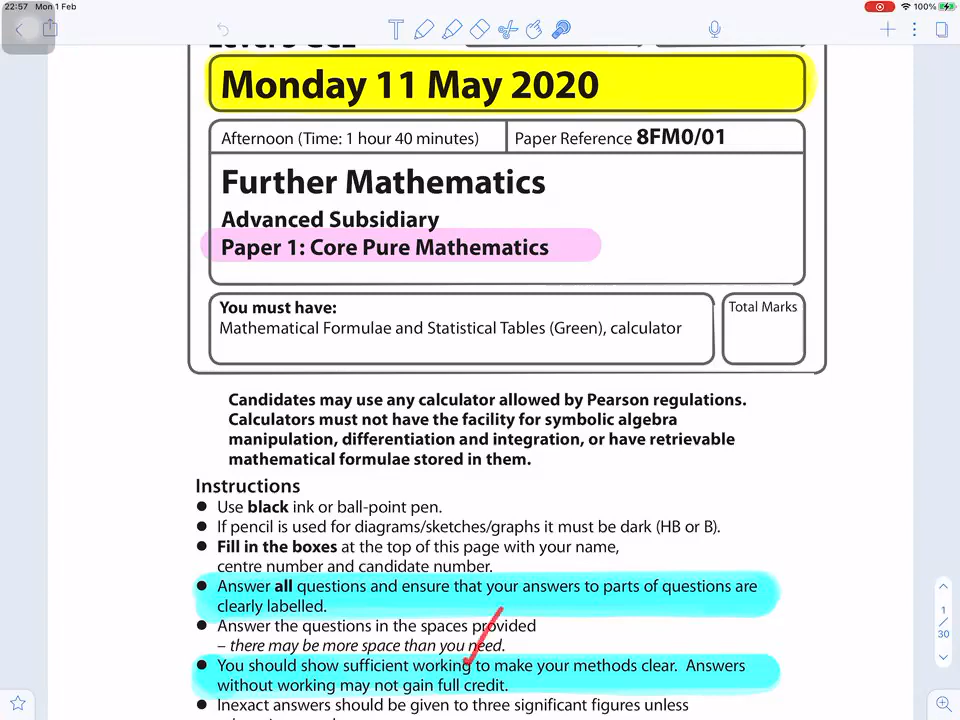 22:57 Mon 1 Feb
100%
Monday 11 May 2020
Afternoon (Time: 1 hour 40 minutes)
Paper Reference 8FM0/01
Further Mathematics
Advanced Subsidiary
Paper 1: Core Pure Mathematics
You must have:
Mathematical Formulae and Statistical Tables (Green), calculator
Total Marks
Candidates may use any calculator allowed by Pearson regulations.
Calculators must not have the facility for symbolic algebra
manipulation, differentiation and integration, or have retrievable
mathematical formulae stored in them.
Instructions
● Use black ink or ball-point pen.
● If pencil is used for diagrams/sketches/graphs it must be dark (HB or B).
● Fill in the boxes at the top of this page with your name,
centre number and candidate number.
● Answer all questions and ensure that your answers to parts of questions are
clearly labelled.
● Answer the questions in the spaces provided
– there may be more space than you need.
● You should show sufficient working to make your methods clear. Answers
without working may not gain full credit.
● Inexact answers should be given to three significant figures unless
1
/
30